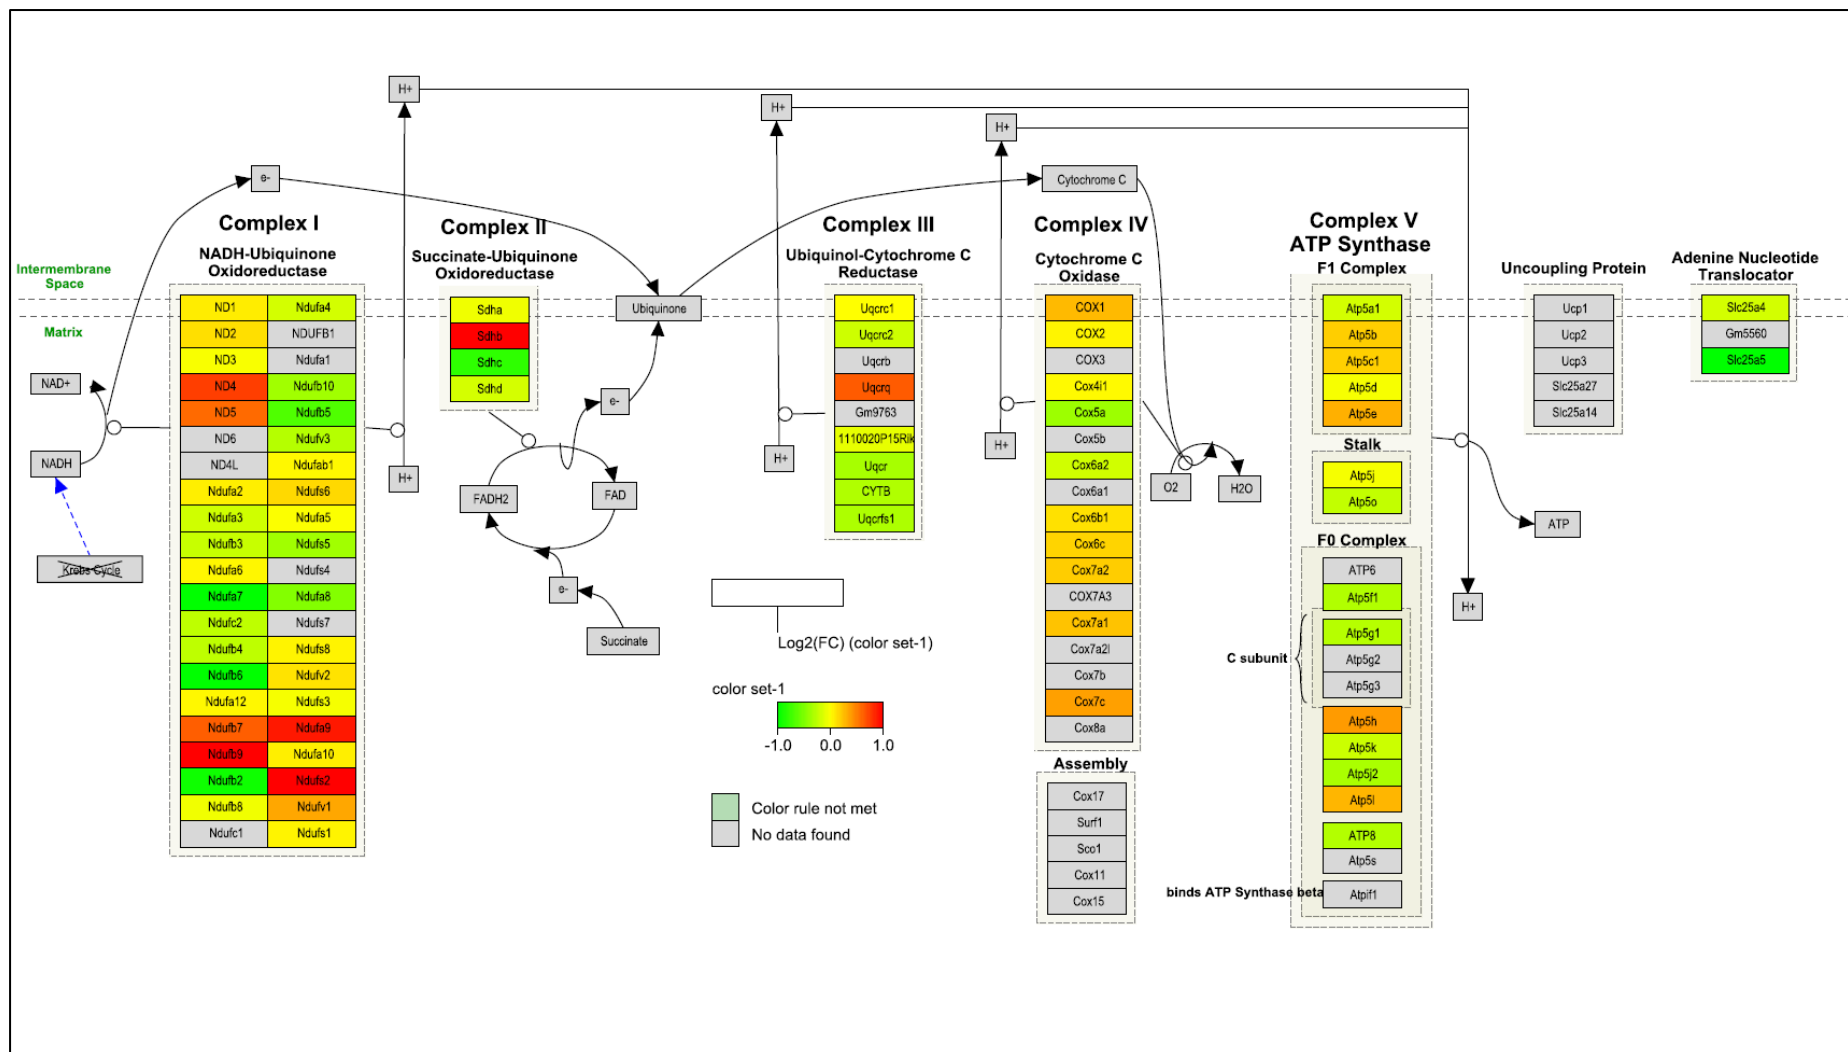 H+
H+
H+
e-
Cytochrome C
Complex I
NADH-Ubiquinone
Oxidoreductase
Complex II
Succinate-Ubiquinone
Oxidoreductase
Complex III
Ubiquinol-Cytochrome C
Reductase
Complex IV
Cytochrome C
Oxidase
Complex V
ATP Synthase
F1 Complex
Uncoupling Protein
Adenine Nucleotide
Translocator
Intermembrane
Space
Matrix
NAD+
NADH
Krebs Cycle
ND1 Ndufa4
ND2 NDUFB1
ND3 Ndufa1
ND4 Ndufb10
ND5 Ndufb5
ND6 Ndufv3
ND4L Ndufab1
Ndufa2 Ndufs6
Ndufa3 Ndufa5
Ndufb3 Ndufs5
Ndufa6 Ndufs4
Ndufa7 Ndufa8
Ndufc2 Ndufs7
Ndufb4 Ndufs8
Ndufb6 Ndufv2
Ndufa12 Ndufs3
Ndufb7 Ndufa9
Ndufb9 Ndufa10
Ndufb2 Ndufs2
Ndufb8 Ndufv1
Ndufc1 Ndufs1
H+
Sdha
Sdhb
Sdhc
Sdhd
Ubiquinone
e-
FADH2
FAD
e-
Succinate
Uqcrc1
Uqcrc2
Uqcrb
Uqcrq
Gm9763
1110020P15Rik
Uqcr
CYTB
Uqcrfs1
H+
COX1
COX2
COX3
Cox4i1
Cox5a
Cox5b
Cox6a2
Cox6a1
Cox6b1
Cox6c
Cox7a2
COX7A3
Cox7a1
Cox7a2l
Cox7b
Cox7c
Cox8a
H+
O2
H2O
Assembly
Cox17
Surf1
Sco1
Cox11
Cox15
Atp5a1
Atp5b
Atp5c1
Atp5d
Atp5e
Stalk
Atp5j
Atp5o
F0 Complex
ATP6
Atp5f1
C subunit
Atp5g1
Atp5g2
Atp5g3
Atp5h
Atp5k
Atp5j2
Atp5l
ATP8
Atp5s
binds ATP Synthase beta
Atpif1
H+
ATP
Ucp1
Ucp2
Ucp3
Slc25a27
Slc25a14
Slc25a4
Gm5560
Slc25a5
Log2(FC) (color set-1)
color set-1
-1.0 0.0 1.0
Color rule not met
No data found